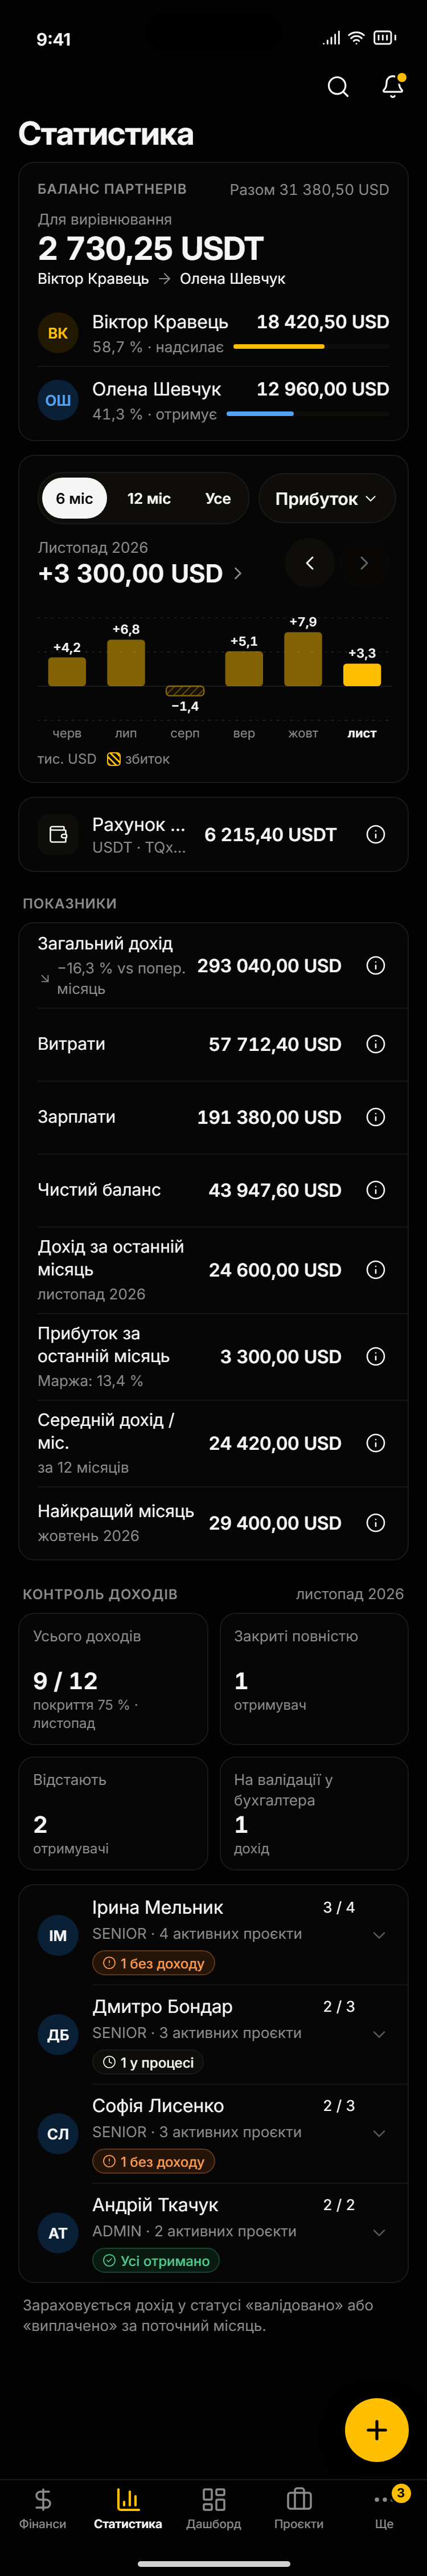 9:41
Статистика
БАЛАНС ПАРТНЕРІВ Разом 31 380,50 USD
Для вирівнювання
2 730,25 USDT
Віктор Кравець → Олена Шевчук
ВК Віктор Кравець 18 420,50 USD
58,7 % · надсилає
ОШ Олена Шевчук 12 960,00 USD
41,3 % · отримує
6 міс 12 міс Усе Прибуток
Листопад 2026
+3 300,00 USD
+4,2 +6,8 −1,4 +5,1 +7,9 +3,3
черв лип серп вер жовт лист
тис. USD збиток
Рахунок ... 6 215,40 USDT
USDT · TQx...
ПОКАЗНИКИ
Загальний дохід 293 040,00 USD
−16,3 % vs попер.
місяць
Витрати 57 712,40 USD
Зарплати 191 380,00 USD
Чистий баланс 43 947,60 USD
Дохід за останній
місяць 24 600,00 USD
листопад 2026
Прибуток за
останній місяць 3 300,00 USD
Маржа: 13,4 %
Середній дохід /
міс. 24 420,00 USD
за 12 місяців
Найкращий місяць 29 400,00 USD
жовтень 2026
КОНТРОЛЬ ДОХОДІВ листопад 2026
Усього доходів
9 / 12
покриття 75 % ·
листопад
Закриті повністю
1
отримувач
Відстають
2
отримувачі
На валідації у
бухгалтера
1
дохід
ІМ Ірина Мельник 3 / 4
SENIOR · 4 активних проєкти
1 без доходу
ДБ Дмитро Бондар 2 / 3
SENIOR · 3 активних проєкти
1 у процесі
СЛ Софія Лисенко 2 / 3
SENIOR · 3 активних проєкти
1 без доходу
АТ Андрій Ткачук 2 / 2
ADMIN · 2 активних проєкти
Усі отримано
Зараховується дохід у статусі «валідовано» або
«виплачено» за поточний місяць.
3
Фінанси Статистика Дашборд Проєкти Ще